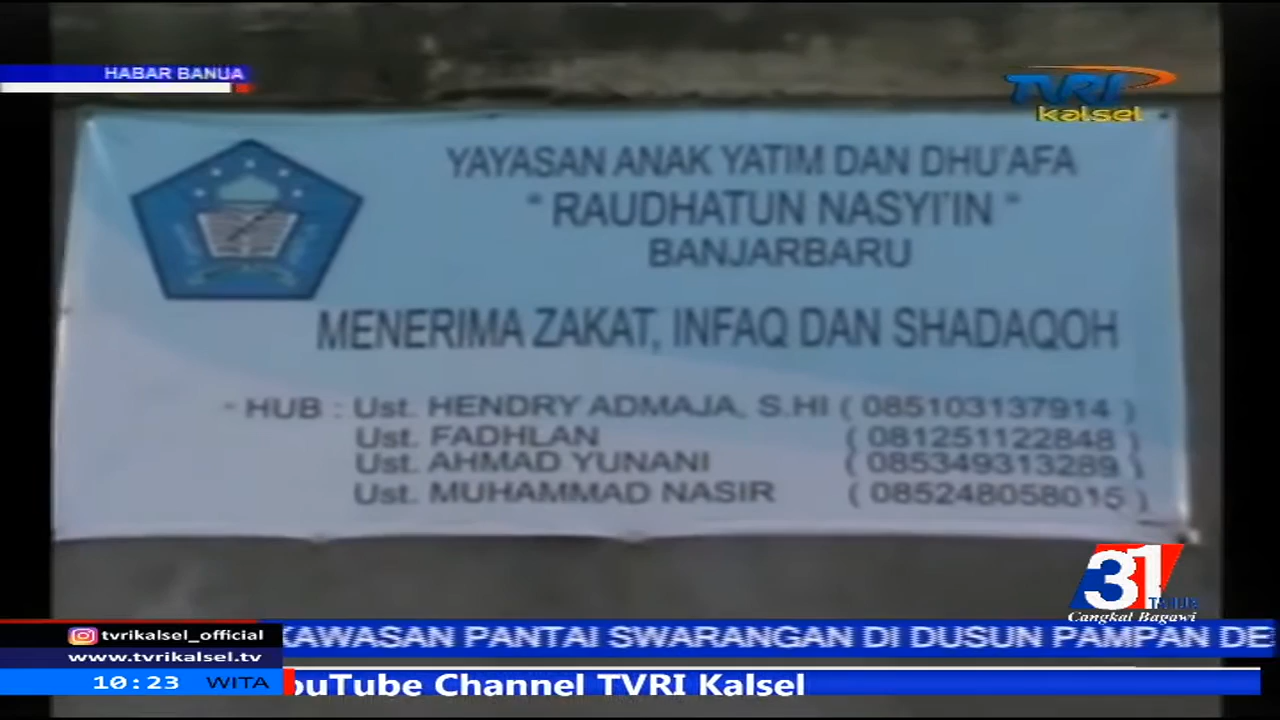 HABAR BANUA
TVRI
kalsel
YAYASAN ANAK YATIM DAN DHU'AFA
" RAUDHATUN NASYI'IN "
BANJARBARU
MENERIMA ZAKAT, INFAQ DAN SHADAQOH
- HUB : Ust. HENDRY ADMAJA, S.HI ( 085103137914 )
Ust. FADHLAN ( 081251122848 )
Ust. AHMAD YUNANI ( 085349313289 )
Ust. MUHAMMAD NASIR ( 085248058015 )
31
Cangkal Bagawi
tvrikalsel_official
KAWASAN PANTAI SWARANGAN DI DUSUN PAMPAN DE
www.tvrikalsel.tv
10:23 WITA
ouTube Channel TVRI Kalsel